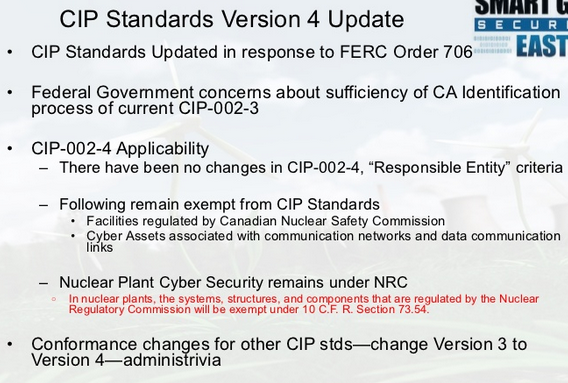 CIP Standards Version 4 Update
SMART G
SECUR
EAST
• CIP Standards Updated in response to FERC Order 706
• Federal Government concerns about sufficiency of CA Identification
process of current CIP-002-3
• CIP-002-4 Applicability
– There have been no changes in CIP-002-4, “Responsible Entity” criteria
– Following remain exempt from CIP Standards
• Facilities regulated by Canadian Nuclear Safety Commission
• Cyber Assets associated with communication networks and data communication
links
– Nuclear Plant Cyber Security remains under NRC
○ In nuclear plants, the systems, structures, and components that are regulated by the Nuclear
Regulatory Commission will be exempt under 10 C.F. R. Section 73.54.
• Conformance changes for other CIP stds—change Version 3 to
Version 4—administrivia